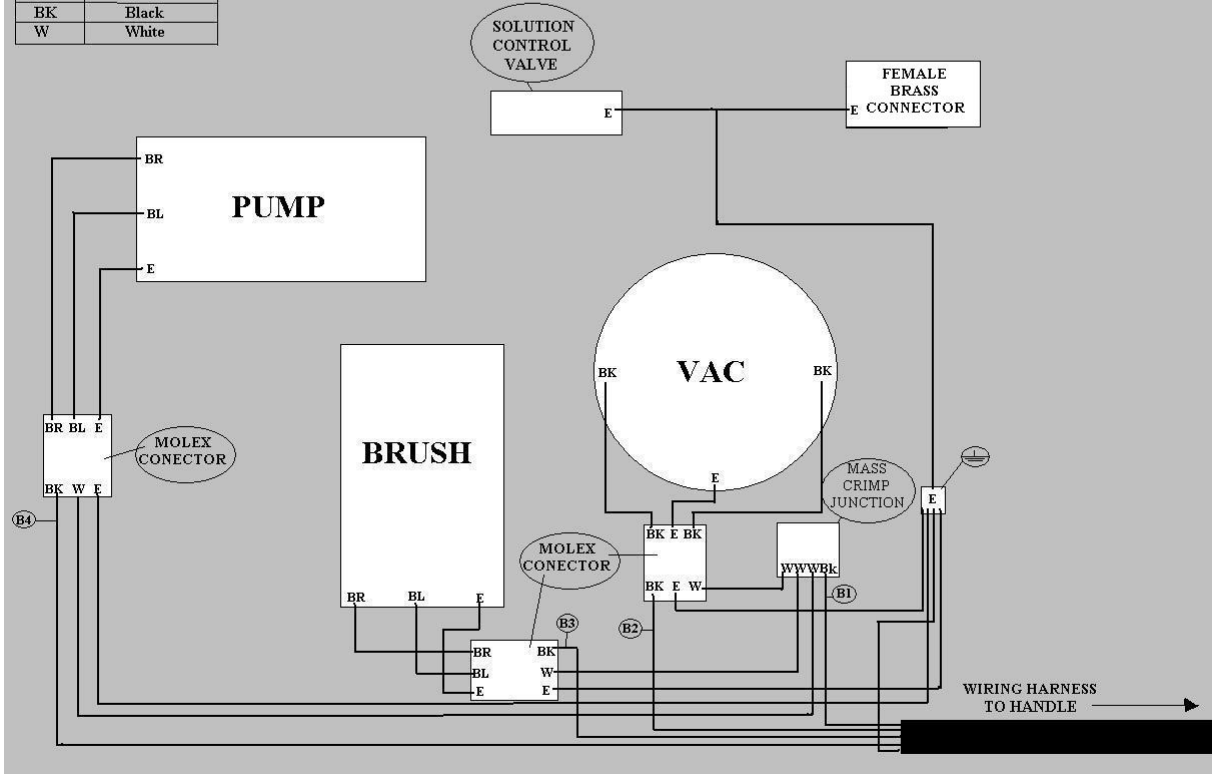 BK Black
W White
SOLUTION
CONTROL
VALVE
E
FEMALE
BRASS
E CONNECTOR
BR
BL
E
PUMP
BK
VAC
BK
E
BR BL E
MOLEX
CONECTOR
BK W E
B4
BRUSH
BR BL E
MASS
CRIMP
JUNCTION
E
BK E BK
MOLEX
CONECTOR
BK E W
WWWBk
B1
B2
B3
BR BK
BL W
E E
WIRING HARNESS
TO HANDLE